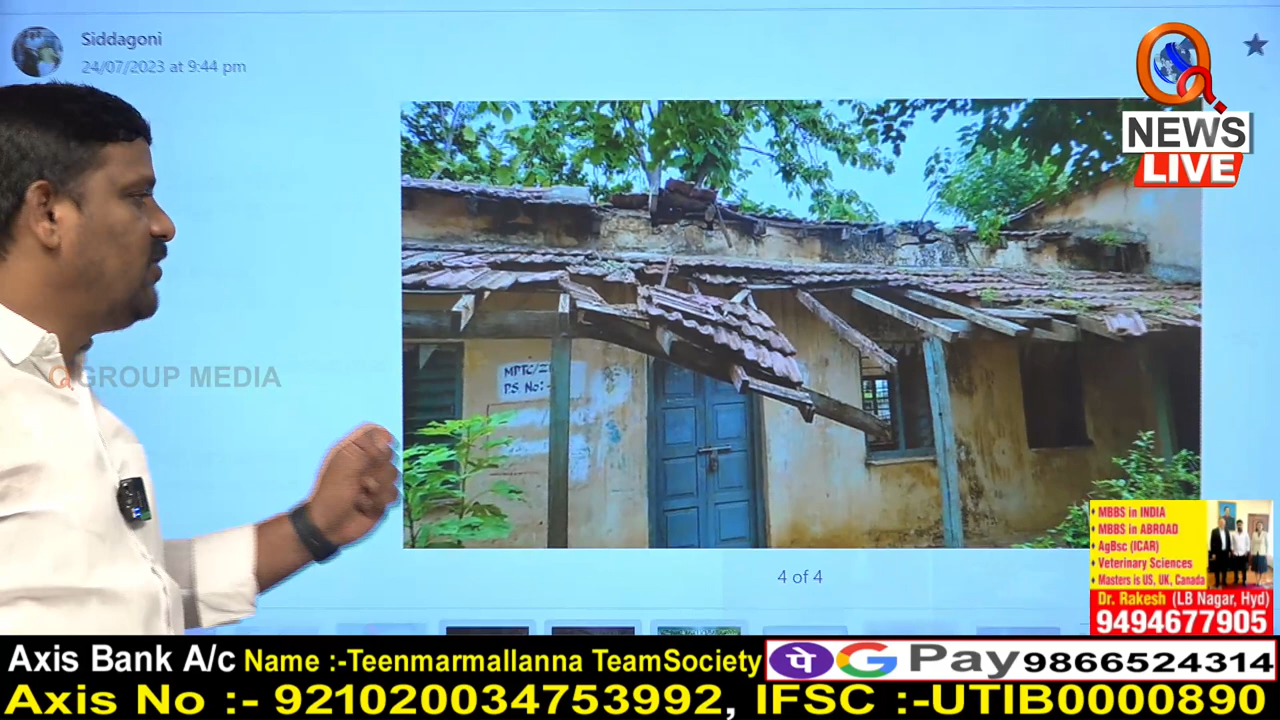 Siddagoni
24/07/2023 at 9:44 pm
Q
NEWS
LIVE
MPTC/Z
P.S. No:-
GROUP MEDIA
4 of 4
• MBBS in INDIA
• MBBS in ABROAD
• AgBsc (ICAR)
• Veterinary Sciences
• Masters is US, UK, Canada
Dr. Rakesh (LB Nagar, Hyd)
9494677905
Axis Bank A/c Name :-Teenmarmallanna TeamSociety पे G Pay 9866524314
Axis No :- 921020034753992, IFSC :-UTIB0000890